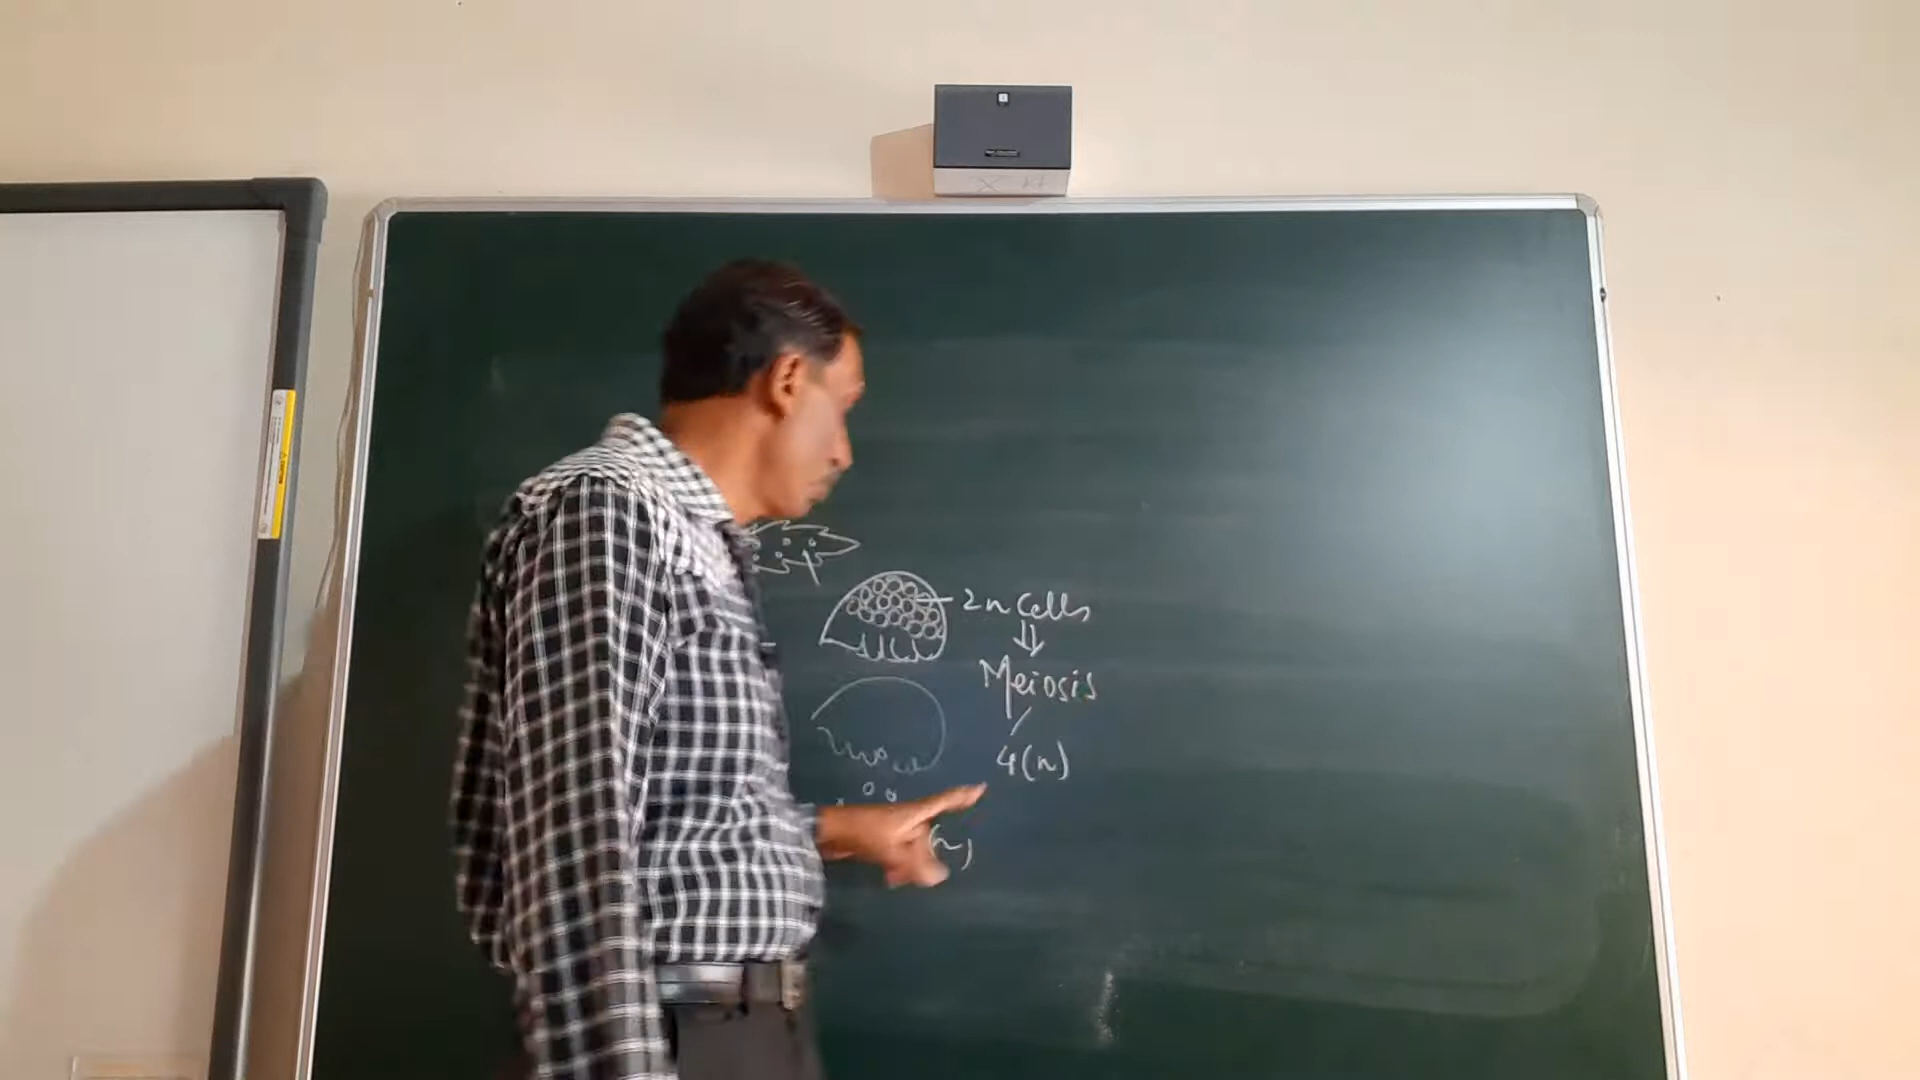 2n Cells
Meiosis
4(n)
(n)